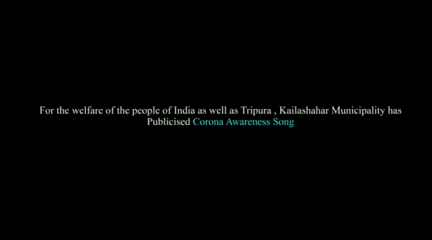 For the welfare of the people of India as well as Tripura , Kailashahar Municipality has
Publicised Corona Awareness Song